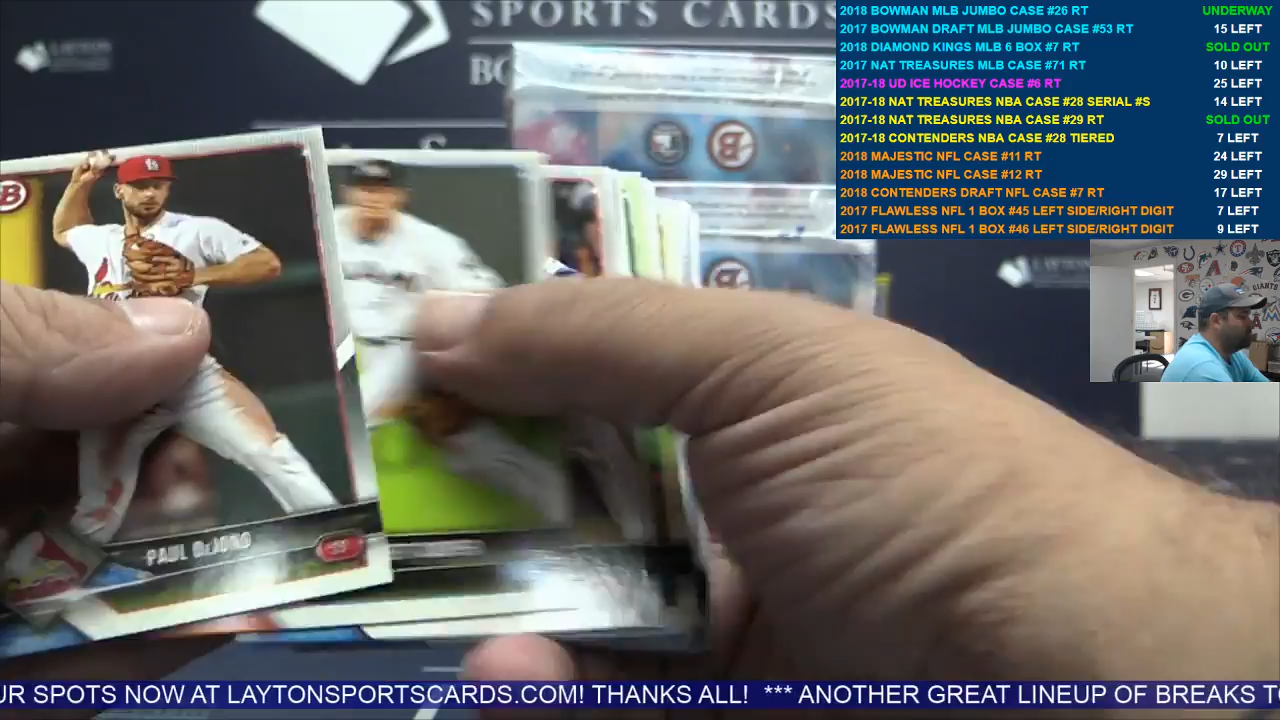 SPORTS CARDS
LAYTON
2018 BOWMAN MLB JUMBO CASE #26 RT UNDERWAY
2017 BOWMAN DRAFT MLB JUMBO CASE #53 RT 15 LEFT
2018 DIAMOND KINGS MLB 6 BOX #7 RT SOLD OUT
2017 NAT TREASURES MLB CASE #71 RT 10 LEFT
2017-18 UD ICE HOCKEY CASE #6 RT 25 LEFT
2017-18 NAT TREASURES NBA CASE #28 SERIAL #S 14 LEFT
2017-18 NAT TREASURES NBA CASE #29 RT SOLD OUT
2017-18 CONTENDERS NBA CASE #28 TIERED 7 LEFT
2018 MAJESTIC NFL CASE #11 RT 24 LEFT
2018 MAJESTIC NFL CASE #12 RT 29 LEFT
2018 CONTENDERS DRAFT NFL CASE #7 RT 17 LEFT
2017 FLAWLESS NFL 1 BOX #45 LEFT SIDE/RIGHT DIGIT 7 LEFT
2017 FLAWLESS NFL 1 BOX #46 LEFT SIDE/RIGHT DIGIT 9 LEFT
B
B
PAUL DeJONG
UR SPOTS NOW AT LAYTONSPORTSCARDS.COM! THANKS ALL! *** ANOTHER GREAT LINEUP OF BREAKS TO